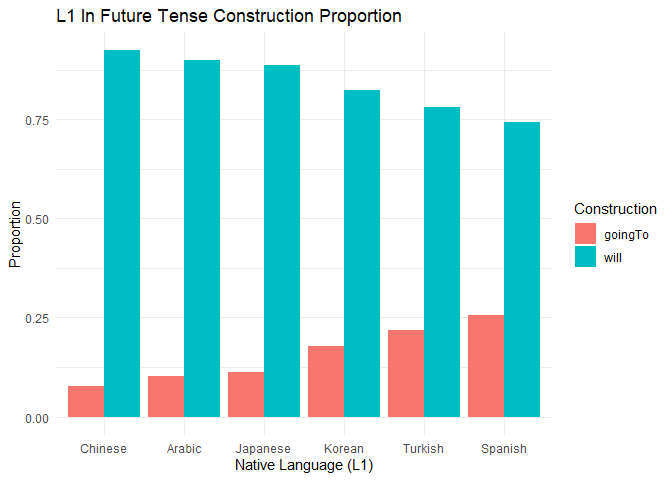 L1 In Future Tense Construction Proportion
Proportion
0.75
0.50
0.25
0.00
Chinese Arabic Japanese Korean Turkish Spanish
Native Language (L1)
Construction
goingTo
will